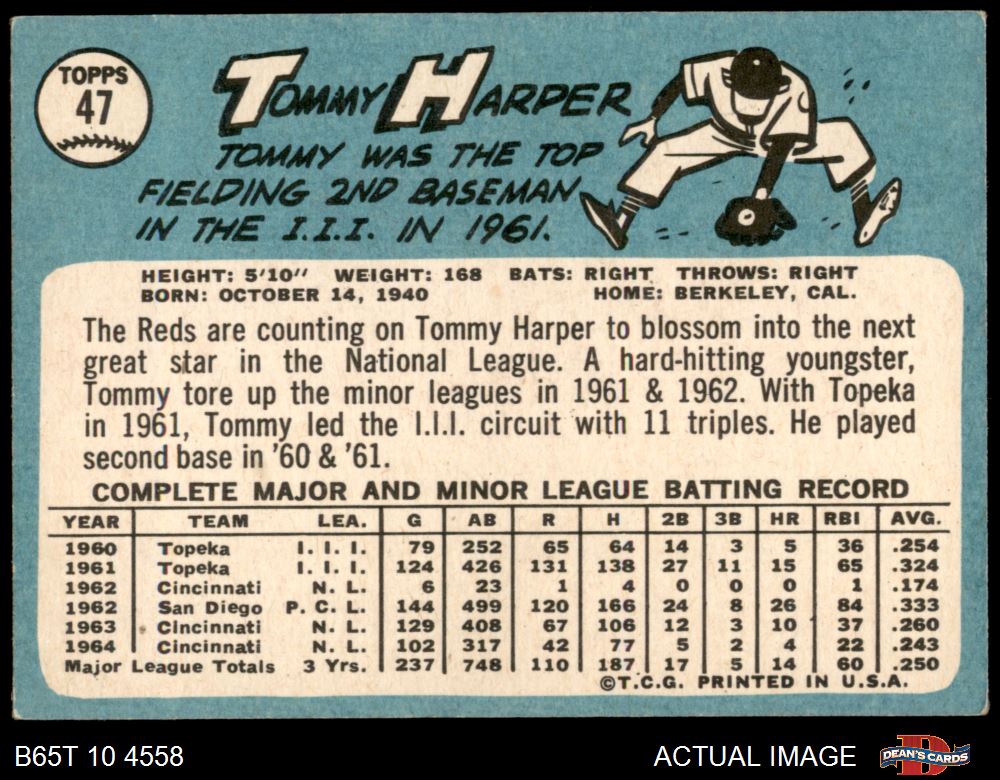 TOPPS
47
TOMMY HARPER
TOMMY WAS THE TOP
FIELDING 2ND BASEMAN
IN THE I.I.I. IN 1961.
HEIGHT: 5'10" WEIGHT: 168 BATS: RIGHT THROWS: RIGHT
BORN: OCTOBER 14, 1940 HOME: BERKELEY, CAL.
The Reds are counting on Tommy Harper to blossom into the next
great star in the National League. A hard-hitting youngster,
Tommy tore up the minor leagues in 1961 & 1962. With Topeka
in 1961, Tommy led the I.I.I. circuit with 11 triples. He played
second base in '60 & '61.
COMPLETE MAJOR AND MINOR LEAGUE BATTING RECORD
YEAR TEAM LEA. G AB R H 2B 3B HR RBI AVG.
1960 Topeka I. I. I. 79 252 65 64 14 3 5 36 .254
1961 Topeka I. I. I. 124 426 131 138 27 11 15 65 .324
1962 Cincinnati N. L. 6 23 1 4 0 0 0 1 .174
1962 San Diego P. C. L. 144 499 120 166 24 8 26 84 .333
1963 Cincinnati N. L. 129 408 67 106 12 3 10 37 .260
1964 Cincinnati N. L. 102 317 42 77 5 2 4 22 .243
Major League Totals 3 Yrs. 237 748 110 187 17 5 14 60 .250
©T.C.G. PRINTED IN U.S.A.
B65T 10 4558 ACTUAL IMAGE DEAN'S CARDS